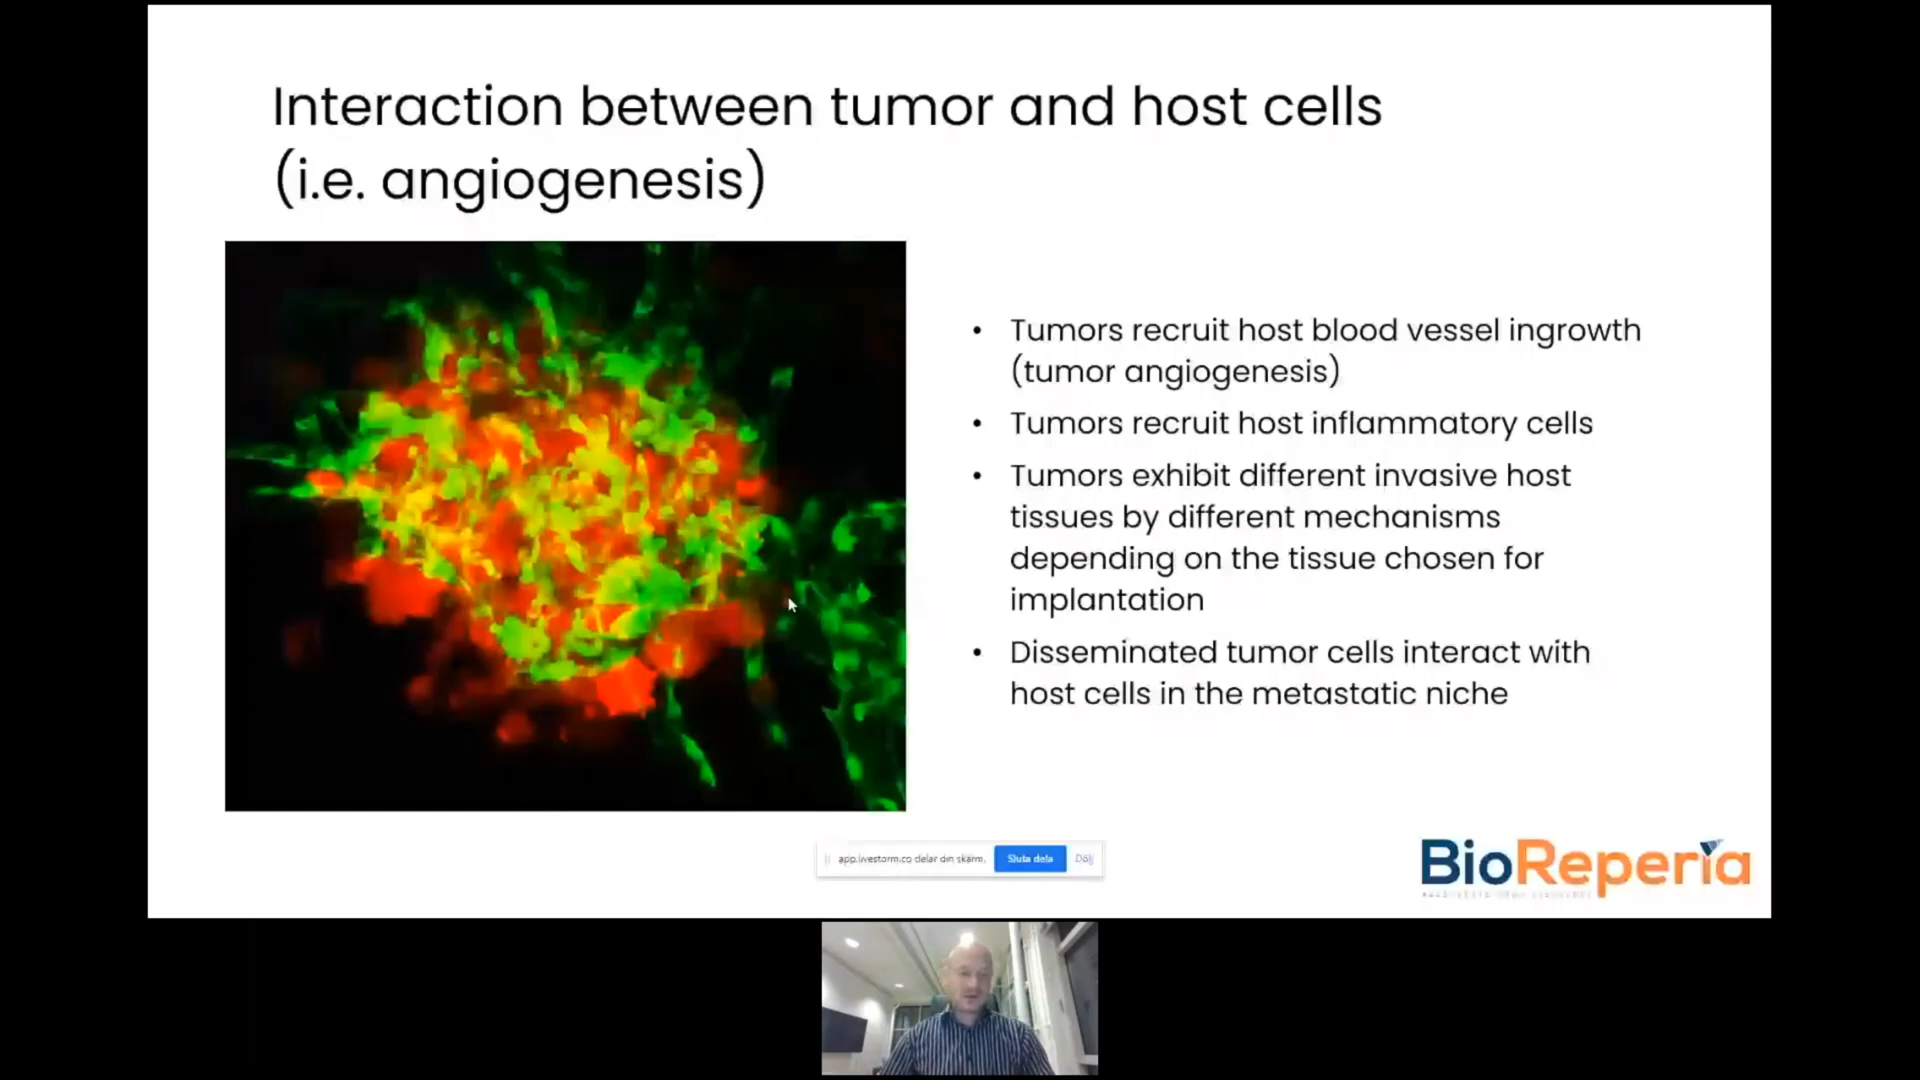 Interaction between tumor and host cells
(i.e. angiogenesis)
• Tumors recruit host blood vessel ingrowth
(tumor angiogenesis)
• Tumors recruit host inflammatory cells
• Tumors exhibit different invasive host
tissues by different mechanisms
depending on the tissue chosen for
implantation
• Disseminated tumor cells interact with
host cells in the metastatic niche
app.livestorm.co delar din skärm. Sluta dela Dölj
BioReperia